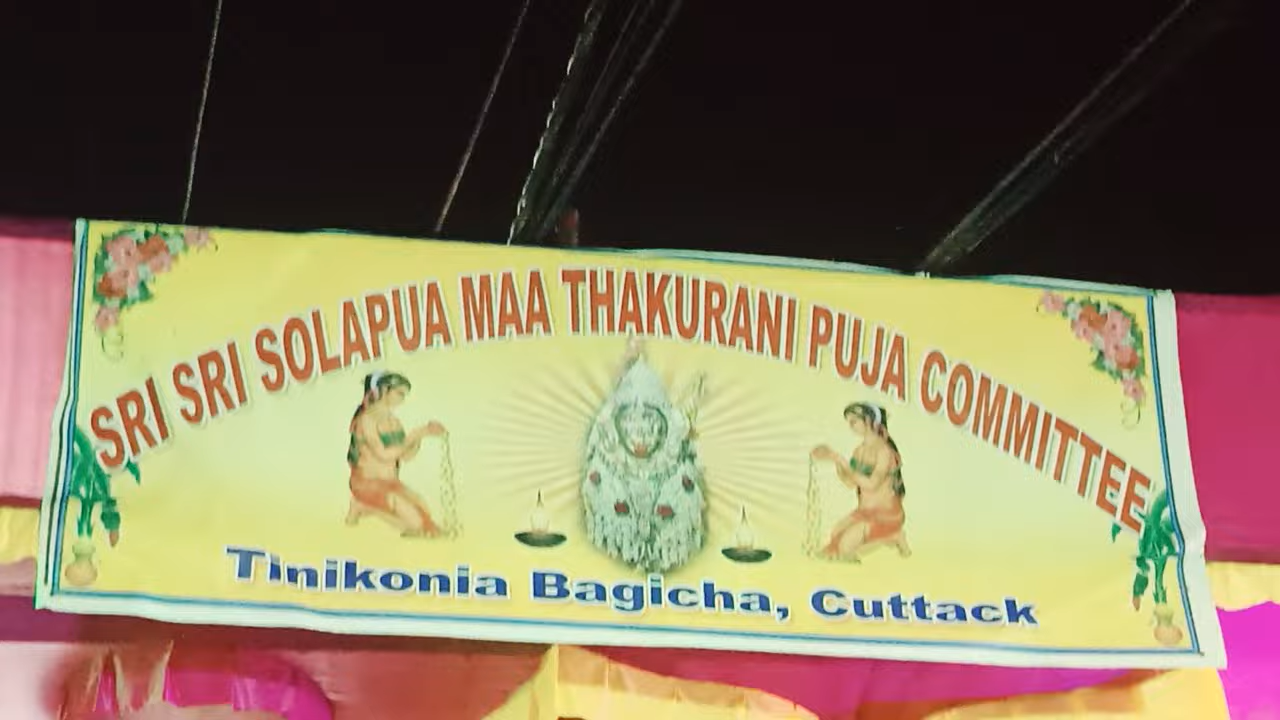 SRI SRI SOLAPUA MAA THAKURANI PUJA COMMITTEE
Tinikonia Bagicha, Cuttack